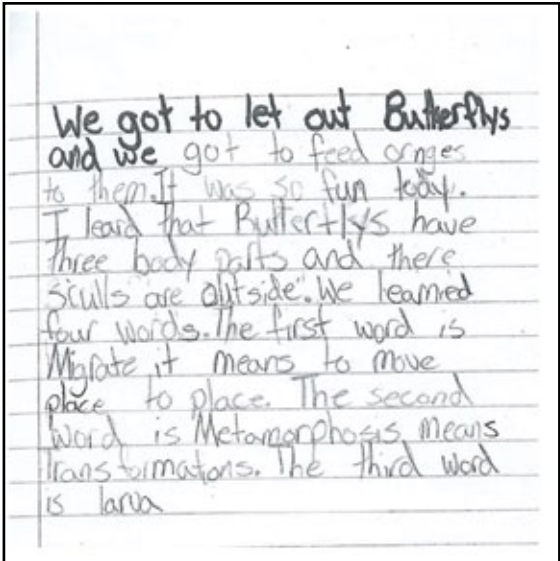 We got to let out Butterflys
and we got to feed ornges
to them. It was so fun today.
I leard that Butterflys have
three body parts and there
sculls are outside". We learnied
four words. The first word is
Migrate it means to move
place to place. The second
word is Metamorphosis means
Transformations. The third word
is larva